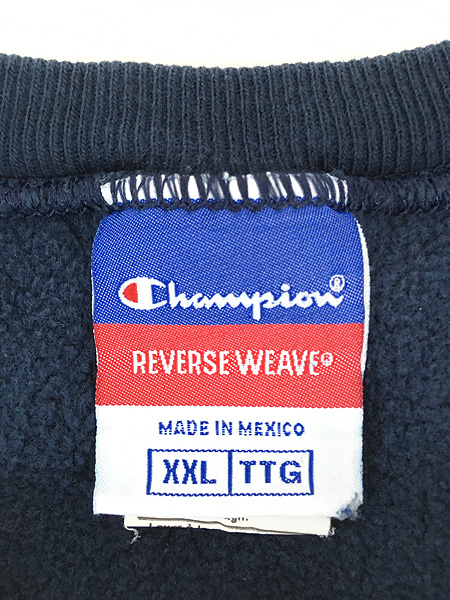 Champion®
REVERSE WEAVE®
MADE IN MEXICO
XXL TTG